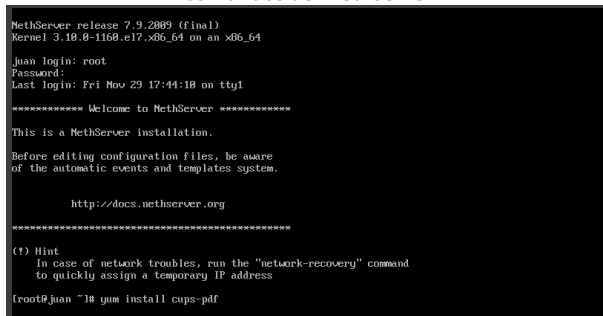 NethServer release 7.9.2009 (final)
Kernel 3.10.0-1160.el7.x86_64 on an x86_64
juan login: root
Password:
Last login: Fri Nov 29 17:44:10 on tty1
************ Welcome to NethServer ************
This is a NethServer installation.
Before editing configuration files, be aware
of the automatic events and templates system.
http://docs.nethserver.org
***********************************************
(!) Hint
In case of network troubles, run the "network-recovery" command
to quickly assign a temporary IP address
[root@juan ~]# yum install cups-pdf